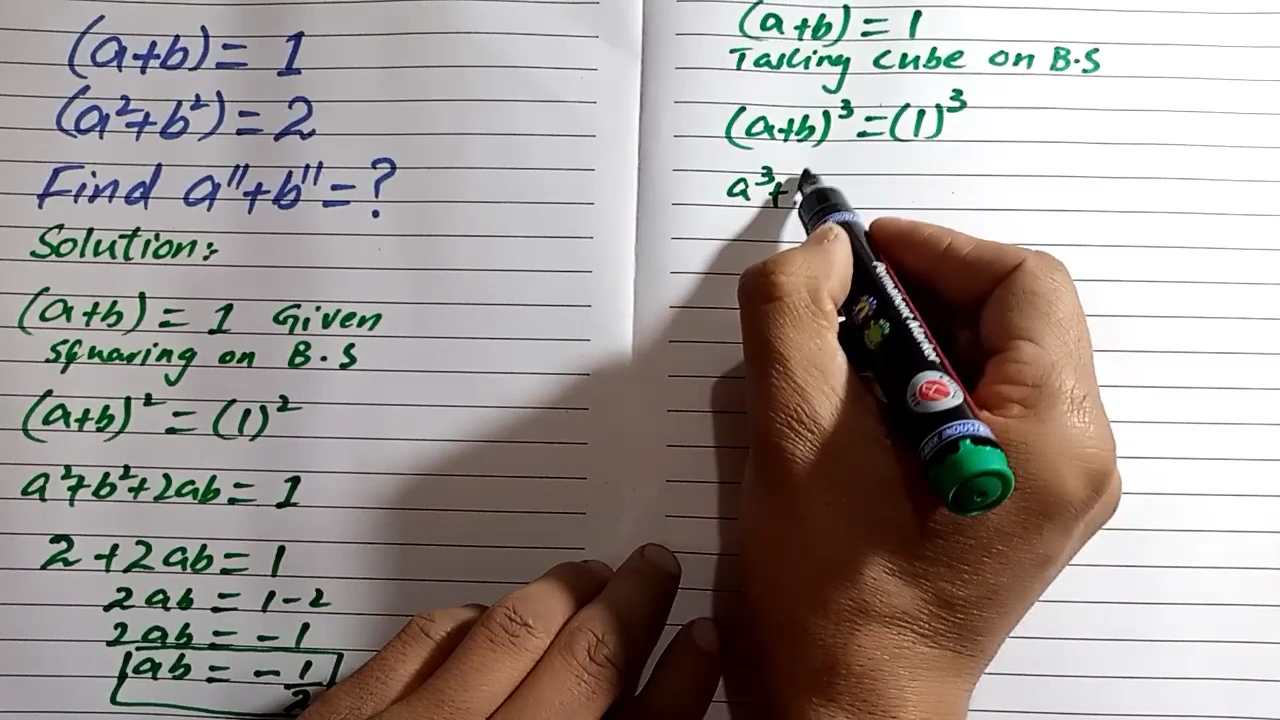 (a+b) = 1
(a²+b²) = 2
Find a¹¹+b¹¹ = ?
Solution:
(a+b) = 1 Given
Squaring on B.S
(a+b)² = (1)²
a²+b²+2ab = 1
2+2ab = 1
2ab = 1-2
2ab = -1
ab = -1/2
(a+b) = 1
Taking cube on B.S
(a+b)³ = (1)³
a³+